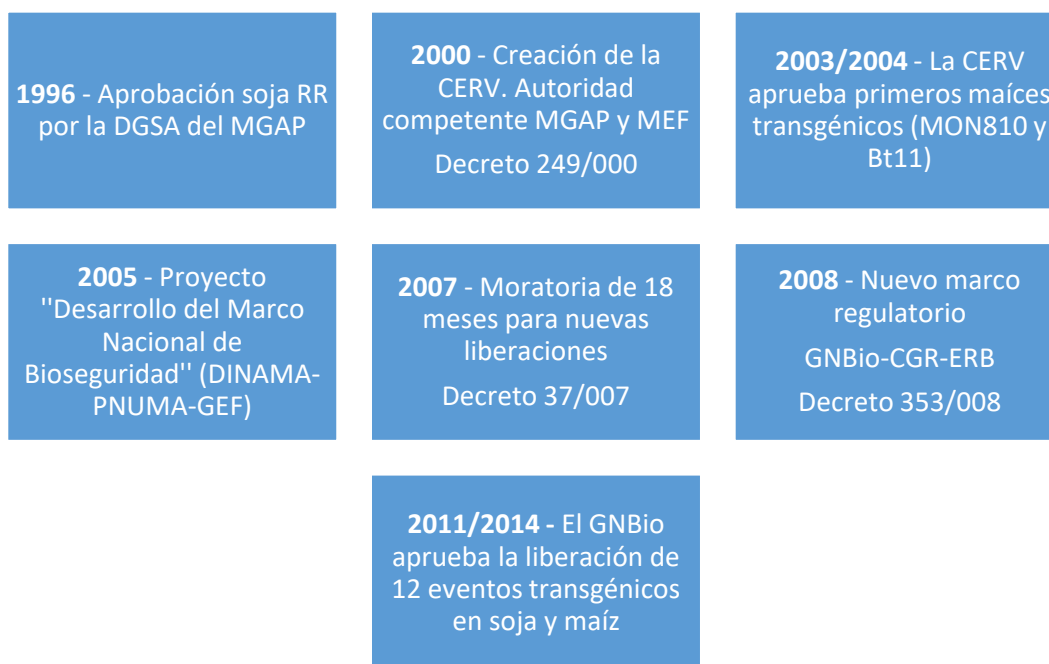 1996 - Aprobación soja RR
por la DGSA del MGAP
2000 - Creación de la
CERV. Autoridad
competente MGAP y MEF
Decreto 249/000
2003/2004 - La CERV
aprueba primeros maíces
transgénicos (MON810 y
Bt11)
2005 - Proyecto
''Desarrollo del Marco
Nacional de
Bioseguridad'' (DINAMA-
PNUMA-GEF)
2007 - Moratoria de 18
meses para nuevas
liberaciones
Decreto 37/007
2008 - Nuevo marco
regulatorio
GNBio-CGR-ERB
Decreto 353/008
2011/2014 - El GNBio
aprueba la liberación de
12 eventos transgénicos
en soja y maíz